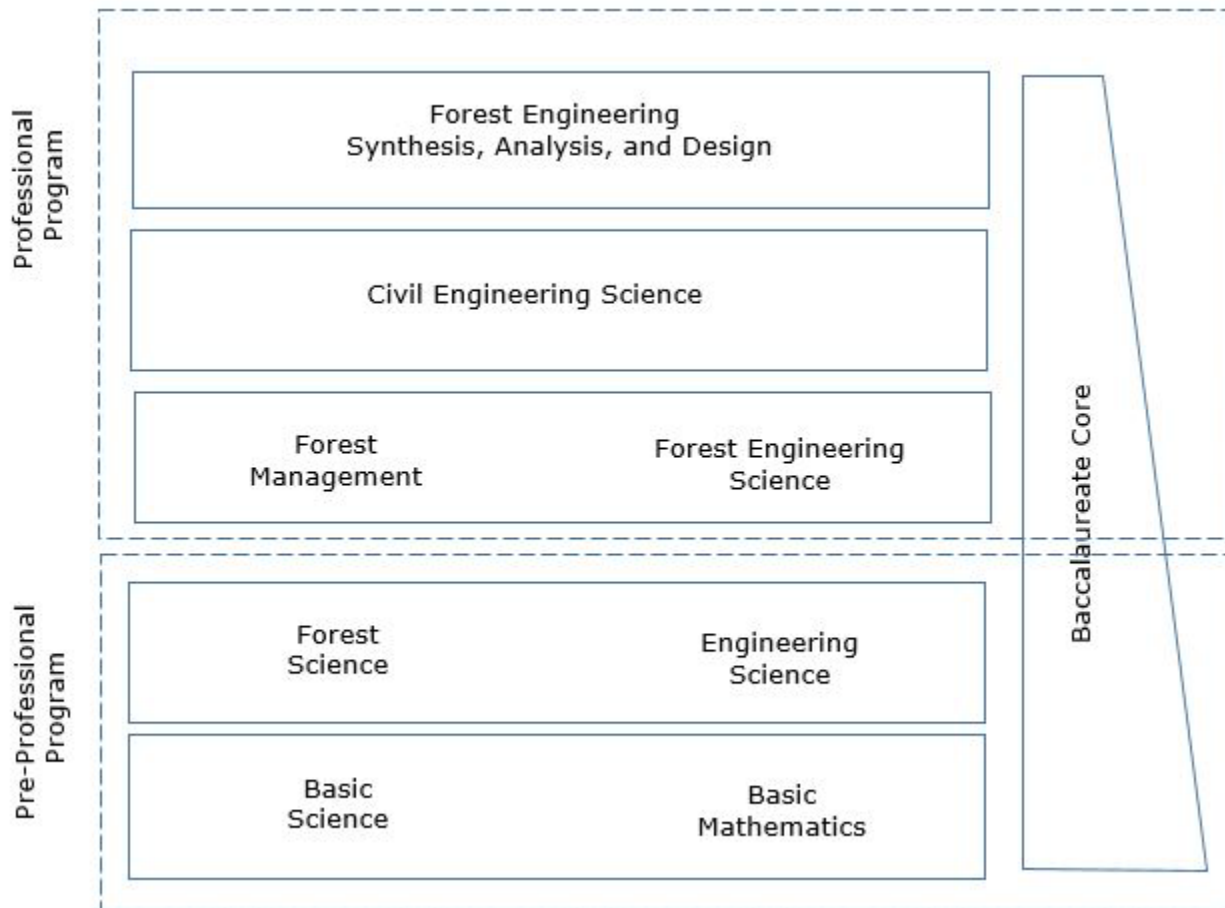 Professional
Program
Forest Engineering
Synthesis, Analysis, and Design
Civil Engineering Science
Forest
Management
Forest Engineering
Science
Baccalaureate Core
Pre-Professional
Program
Forest
Science
Engineering
Science
Basic
Science
Basic
Mathematics